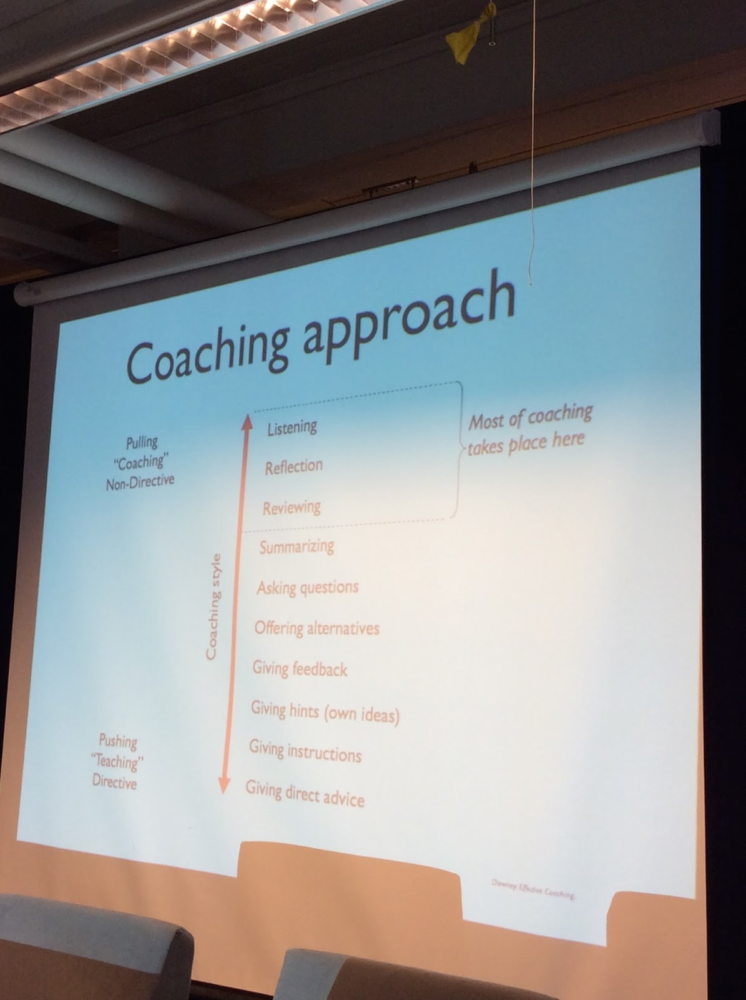 Coaching approach
Pulling
“Coaching”
Non-Directive
Coaching style
Pushing
“Teaching”
Directive
Listening
Reflection
Reviewing
Summarizing
Asking questions
Offering alternatives
Giving feedback
Giving hints (own ideas)
Giving instructions
Giving direct advice
Most of coaching
takes place here
Downey. Effective Coaching.